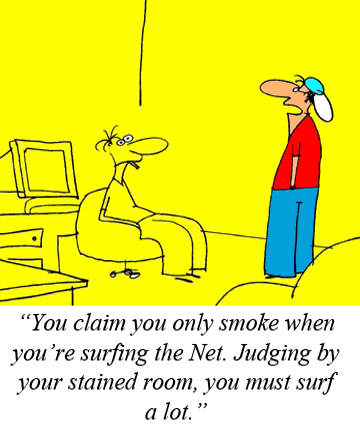 “You claim you only smoke when
you’re surfing the Net. Judging by
your stained room, you must surf
a lot.”